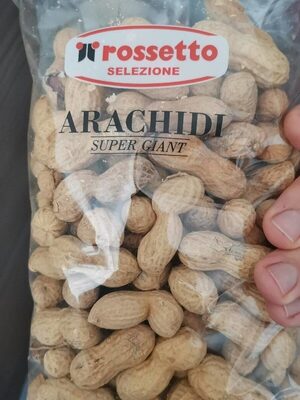 rossetto
SELEZIONE
ARACHIDI
SUPER GIANT